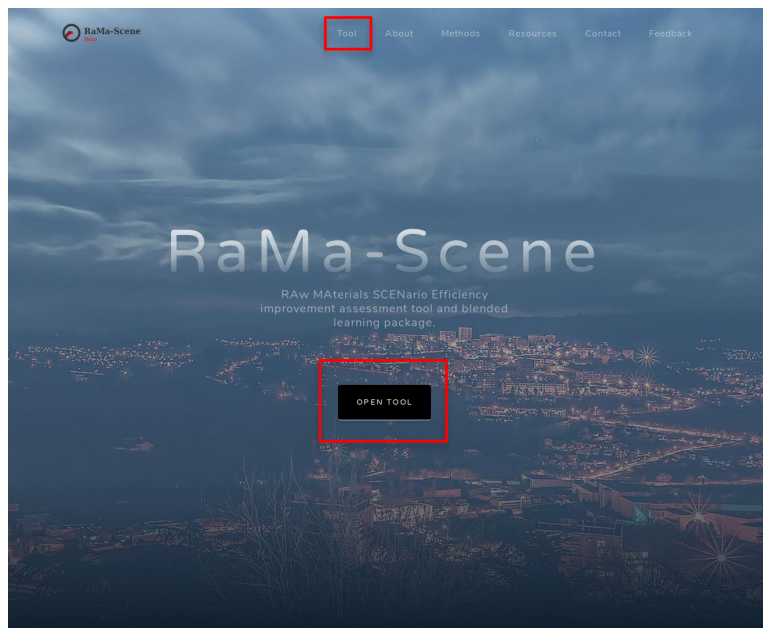 RaMa-Scene
Beta
Tool About Methods Resources Contact Feedback
RaMa-Scene
RAw MAterials SCENario Efficiency
improvement assessment tool and blended
learning package.
OPEN TOOL